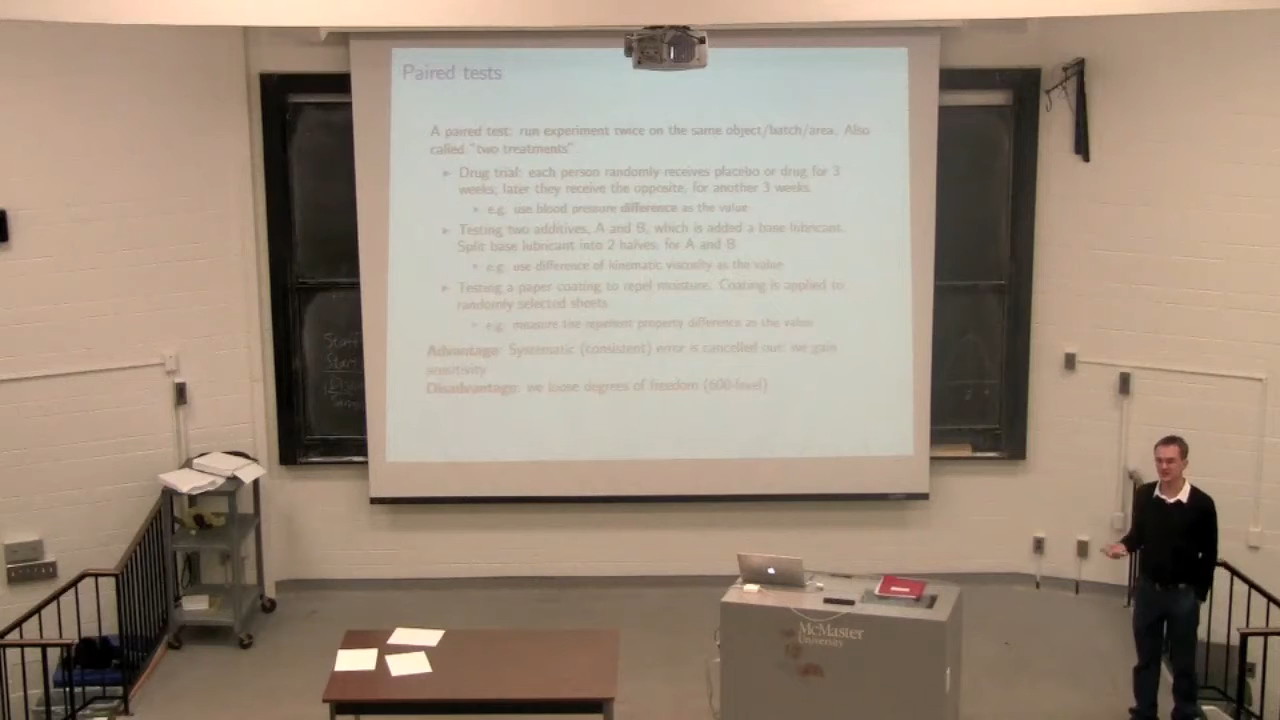 Paired tests
A paired test: run experiment twice on the same object/batch/area. Also
called "two treatments"
Drug trial: each person randomly receives placebo or drug for 3
weeks; later they receive the opposite, for another 3 weeks.
e.g. use blood pressure difference as the value
Testing two additives, A and B, which is added a base lubricant.
Split base lubricant into 2 halves, for A and B
e.g. use difference of kinematic viscosity as the value
Testing a paper coating to repel moisture. Coating is applied to
randomly selected sheets
e.g. measure the repellent property difference as the value
Advantage: Systematic (consistent) error is cancelled out: we gain
sensitivity
Disadvantage: we loose degrees of freedom (600-level)
McMaster
University